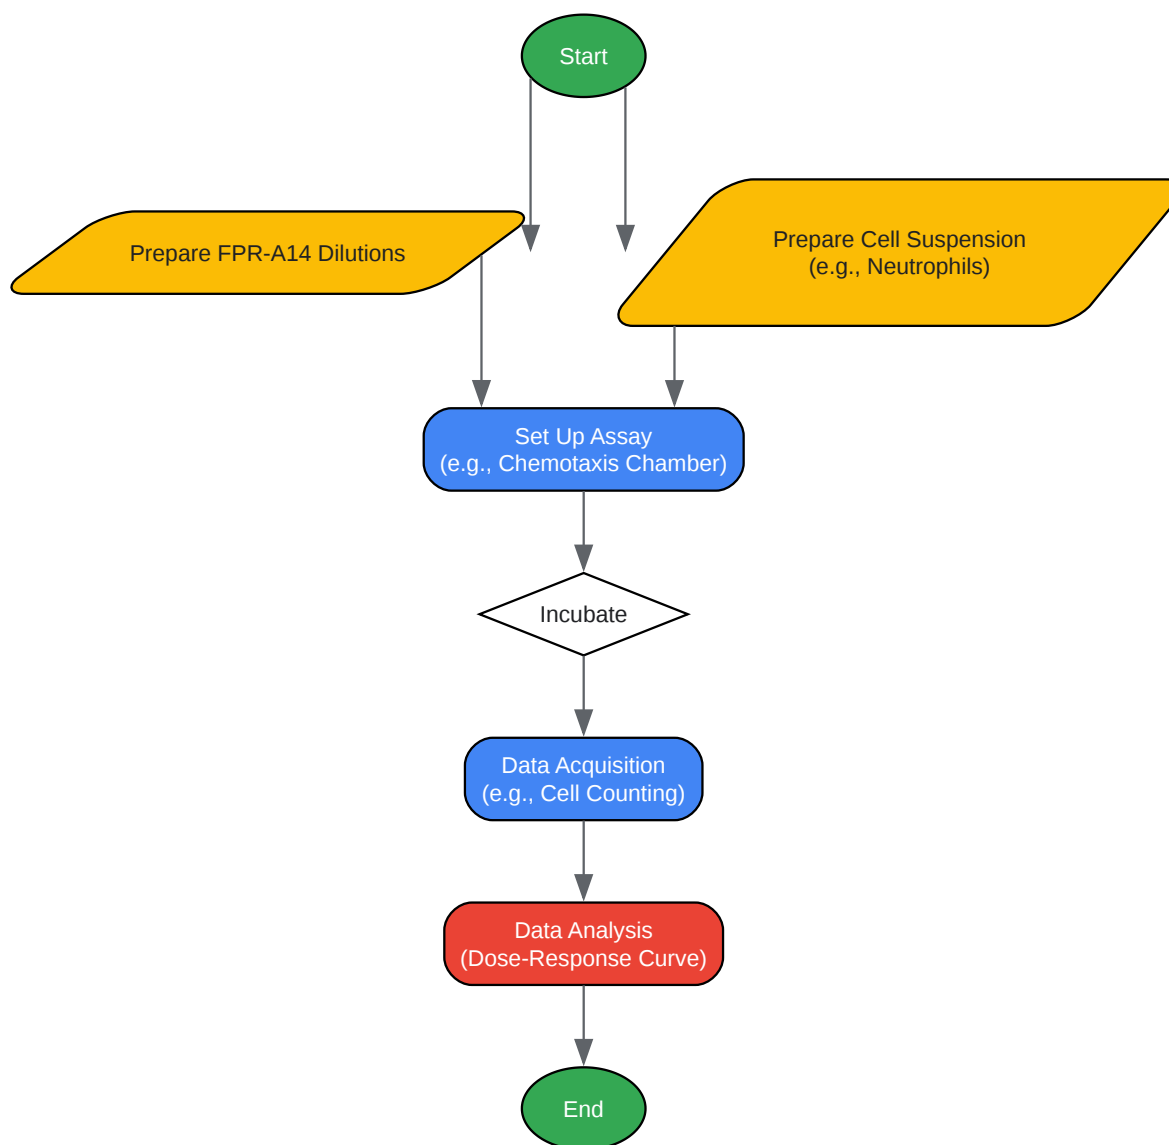 Start
Prepare FPR-A14 Dilutions
Prepare Cell Suspension
(e.g., Neutrophils)
Set Up Assay
(e.g., Chemotaxis Chamber)
Incubate
Data Acquisition
(e.g., Cell Counting)
Data Analysis
(Dose-Response Curve)
End